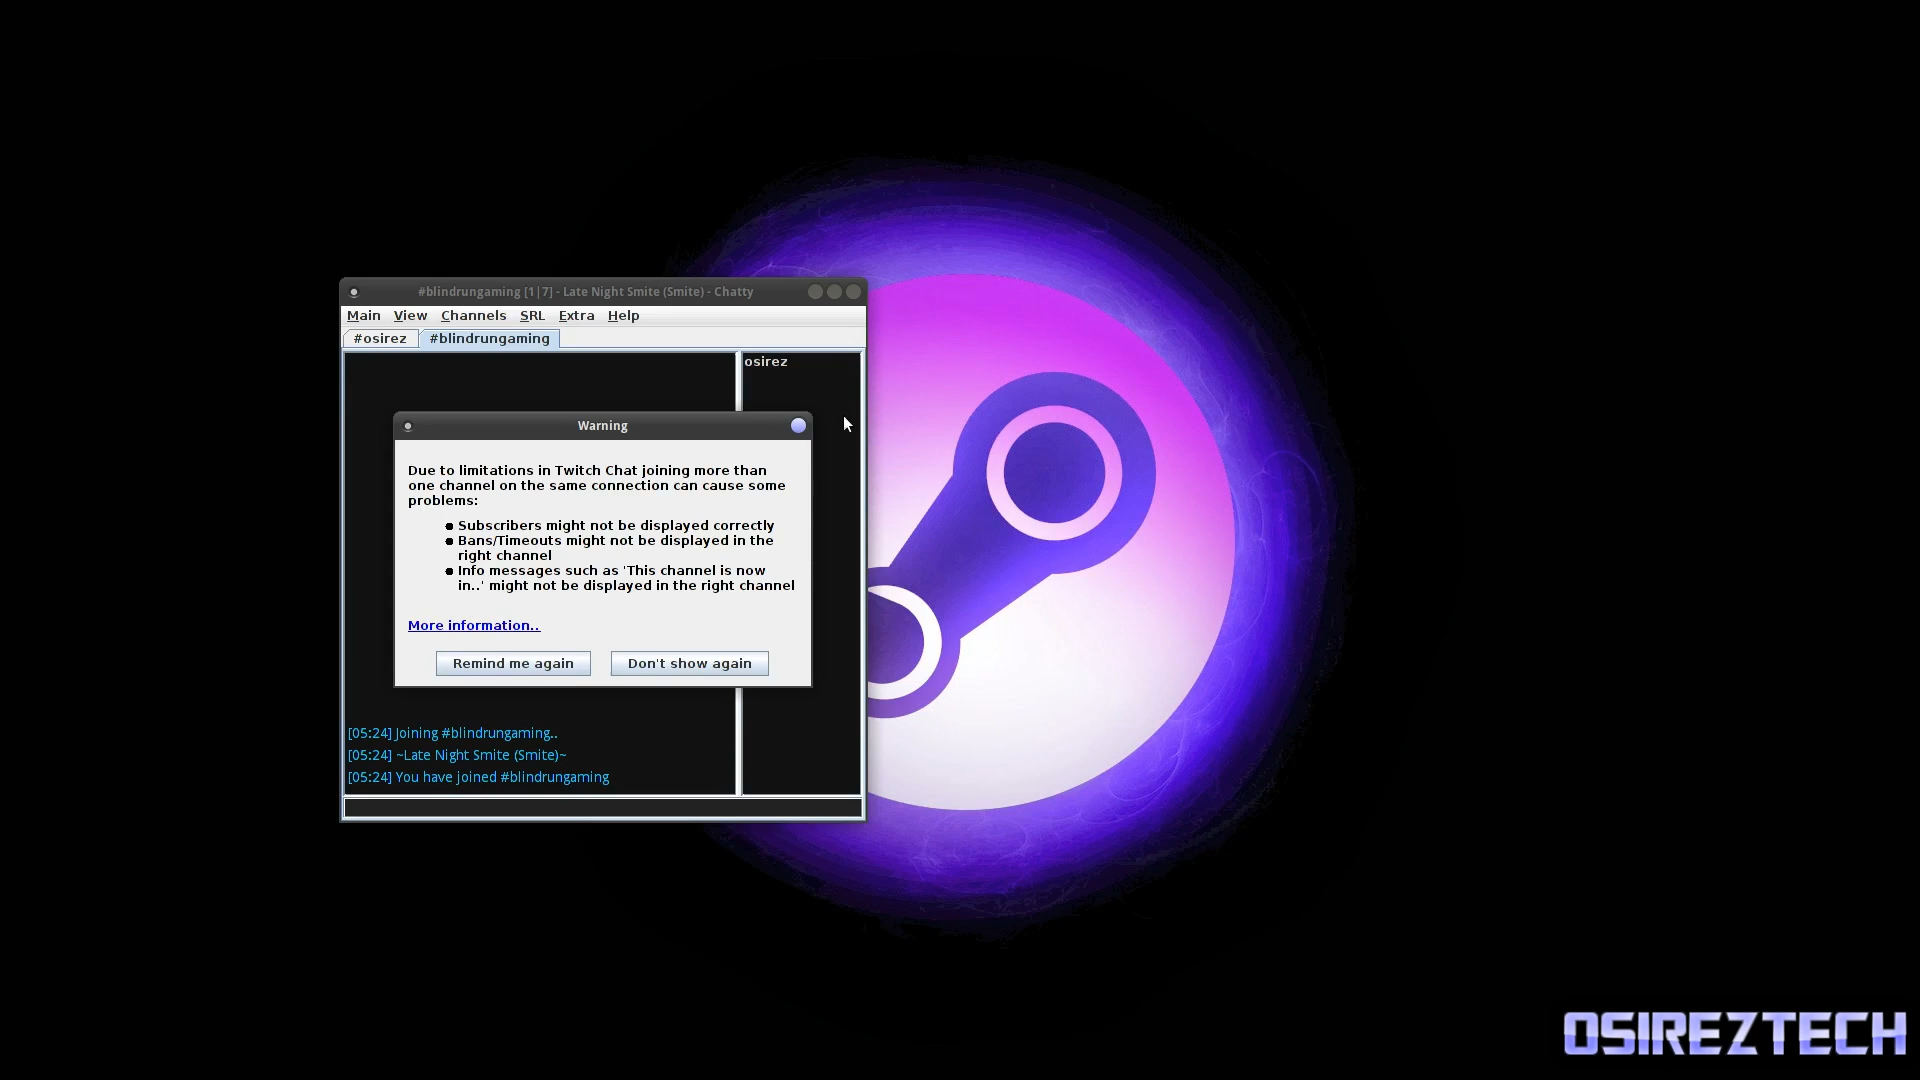 #blindrungaming [1|7] - Late Night Smite (Smite) - Chatty
Main View Channels SRL Extra Help
#osirez #blindrungaming
osirez
Warning
Due to limitations in Twitch Chat joining more than
one channel on the same connection can cause some
problems:
● Subscribers might not be displayed correctly
● Bans/Timeouts might not be displayed in the
right channel
● Info messages such as 'This channel is now
in..' might not be displayed in the right channel
More information..
Remind me again Don't show again
[05:24] Joining #blindrungaming..
[05:24] ~Late Night Smite (Smite)~
[05:24] You have joined #blindrungaming
OSIREZTECH